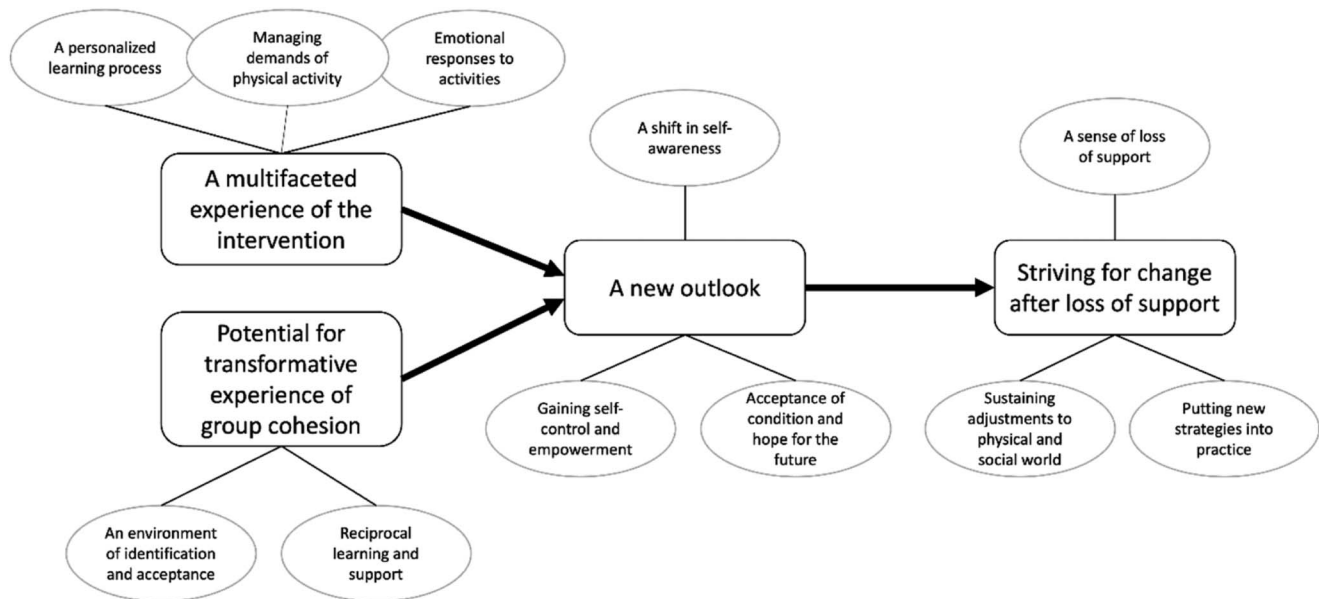 A personalized
learning process
Managing
demands of
physical activity
Emotional
responses to
activities
A multifaceted
experience of the
intervention
Potential for
transformative
experience of
group cohesion
An environment
of identification
and acceptance
Reciprocal
learning and
support
A shift in self-
awareness
A new outlook
Gaining self-
control and
empowerment
Acceptance of
condition and
hope for the
future
A sense of loss
of support
Striving for change
after loss of support
Sustaining
adjustments to
physical and
social world
Putting new
strategies into
practice